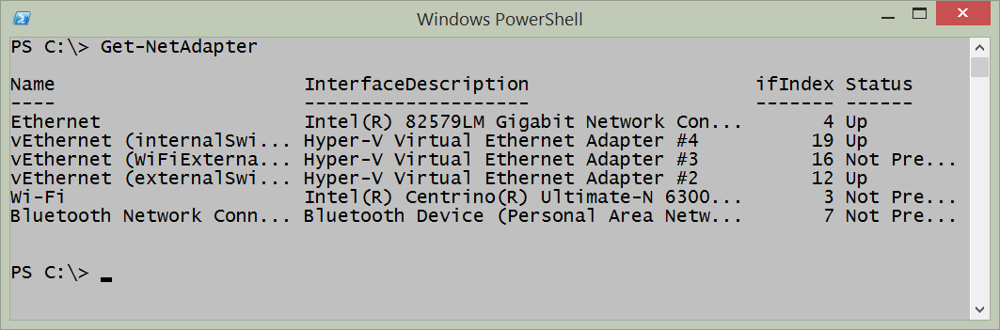 Windows PowerShell
PS C:\> Get-NetAdapter
Name InterfaceDescription ifIndex Status
---- -------------------- ------- ------
Ethernet Intel(R) 82579LM Gigabit Network Con... 4 Up
vEthernet (internalSwi... Hyper-V Virtual Ethernet Adapter #4 19 Up
vEthernet (WiFiExterna... Hyper-V Virtual Ethernet Adapter #3 16 Not Pre...
vEthernet (externalSwi... Hyper-V Virtual Ethernet Adapter #2 12 Up
Wi-Fi Intel(R) Centrino(R) Ultimate-N 6300... 3 Not Pre...
Bluetooth Network Conn... Bluetooth Device (Personal Area Netw... 7 Not Pre...
PS C:\>